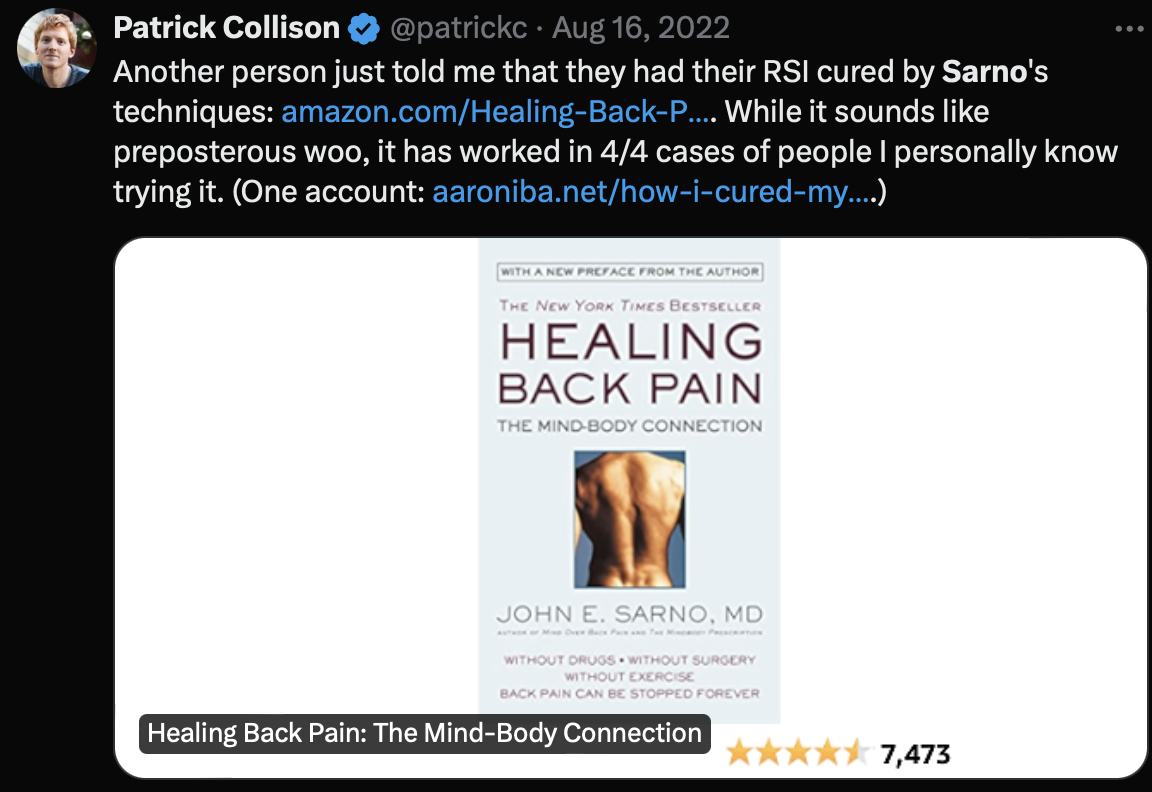 Patrick Collison @patrickc · Aug 16, 2022
Another person just told me that they had their RSI cured by Sarno's
techniques: amazon.com/Healing-Back-P…. While it sounds like
preposterous woo, it has worked in 4/4 cases of people I personally know
trying it. (One account: aaroniba.net/how-i-cured-my….)
WITH A NEW PREFACE FROM THE AUTHOR
THE NEW YORK TIMES BESTSELLER
HEALING
BACK PAIN
THE MIND-BODY CONNECTION
JOHN E. SARNO, MD
AUTHOR OF MIND OVER BACK PAIN AND THE MINDBODY PRESCRIPTION
WITHOUT DRUGS • WITHOUT SURGERY
WITHOUT EXERCISE
BACK PAIN CAN BE STOPPED FOREVER
Healing Back Pain: The Mind-Body Connection
7,473